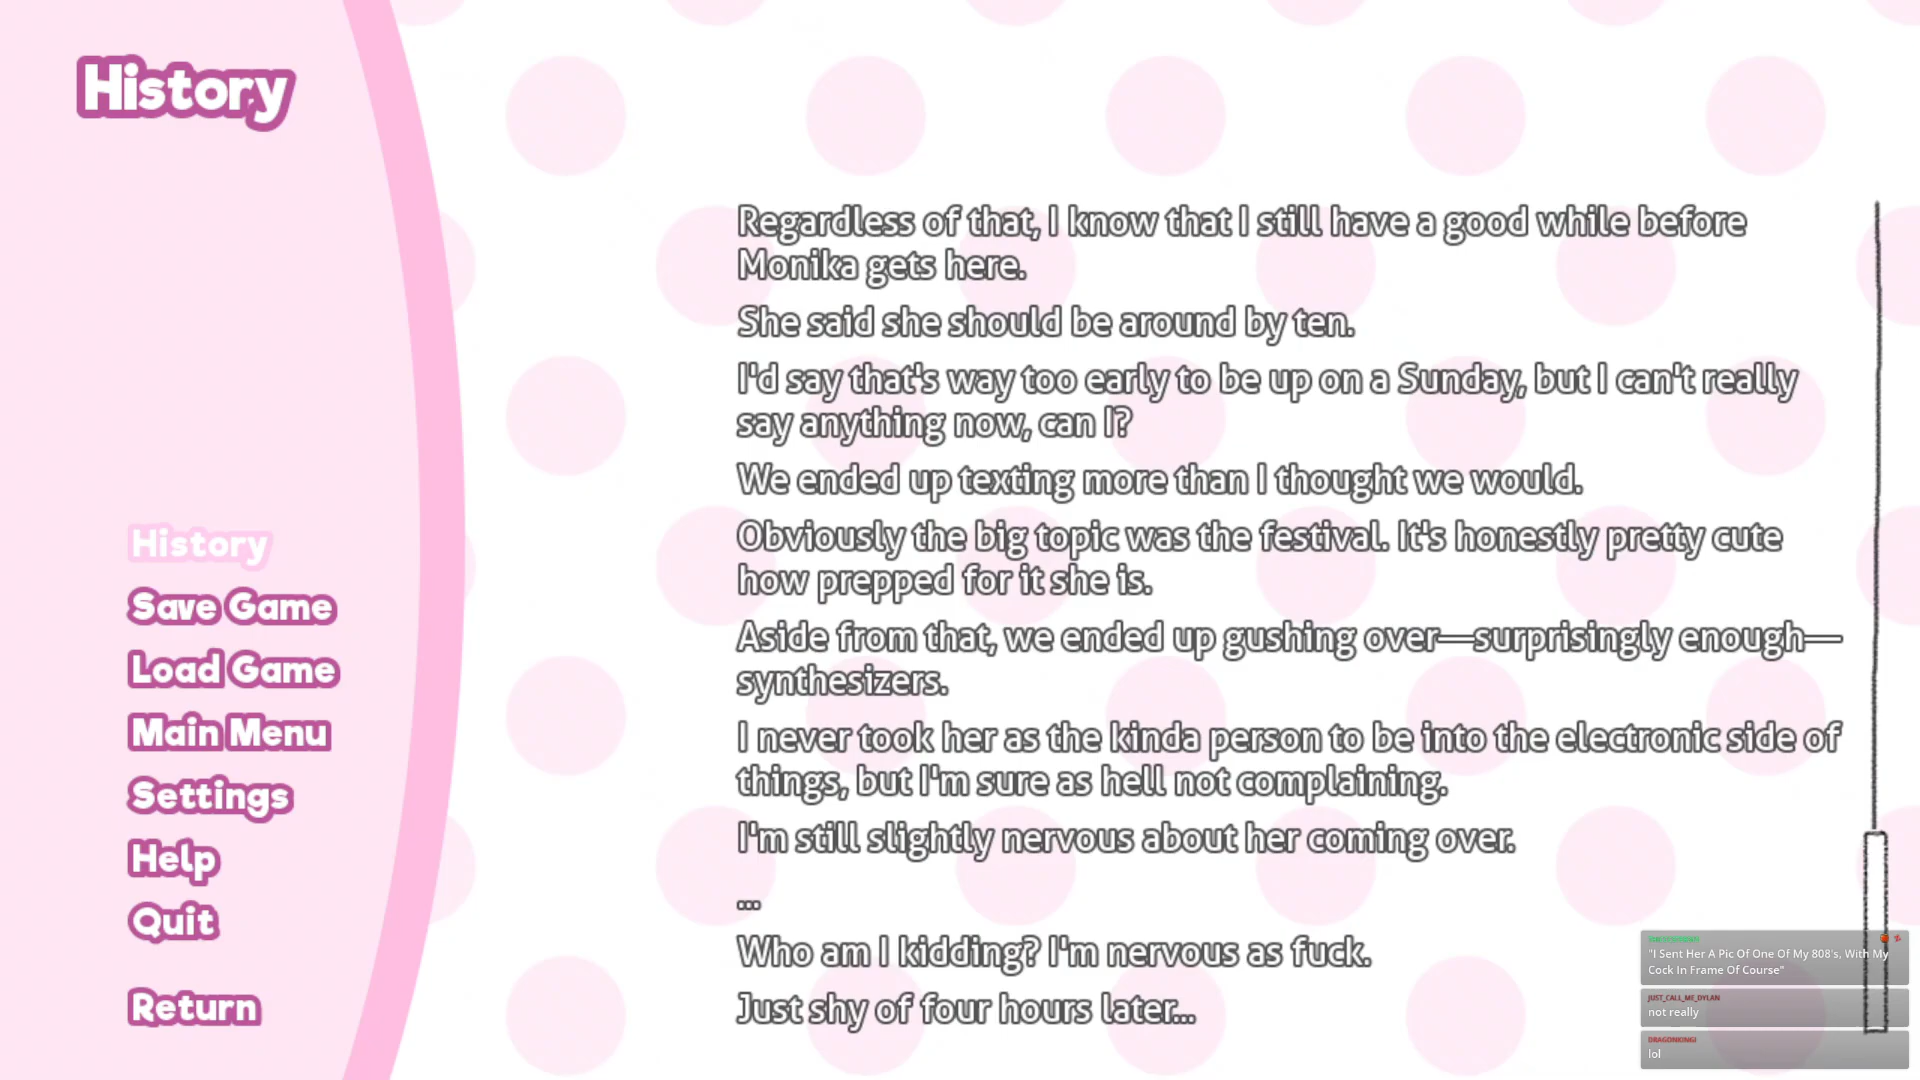 History
Regardless of that, I know that I still have a good while before
Monika gets here.
She said she should be around by ten.
I'd say that's way too early to be up on a Sunday, but I can't really
say anything now, can I?
We ended up texting more than I thought we would.
Obviously the big topic was the festival. It's honestly pretty cute
how prepped for it she is.
Aside from that, we ended up gushing over—surprisingly enough—
synthesizers.
I never took her as the kinda person to be into the electronic side of
things, but I'm sure as hell not complaining.
I'm still slightly nervous about her coming over.
...
Who am I kidding? I'm nervous as fuck.
Just shy of four hours later...
History
Save Game
Load Game
Main Menu
Settings
Help
Quit
Return
"I Sent Her A Pic Of One Of My 808's, With My
Cock In Frame Of Course"
JUST_CALL_ME_DYLAN
not really
DRAGONKINGI
lol